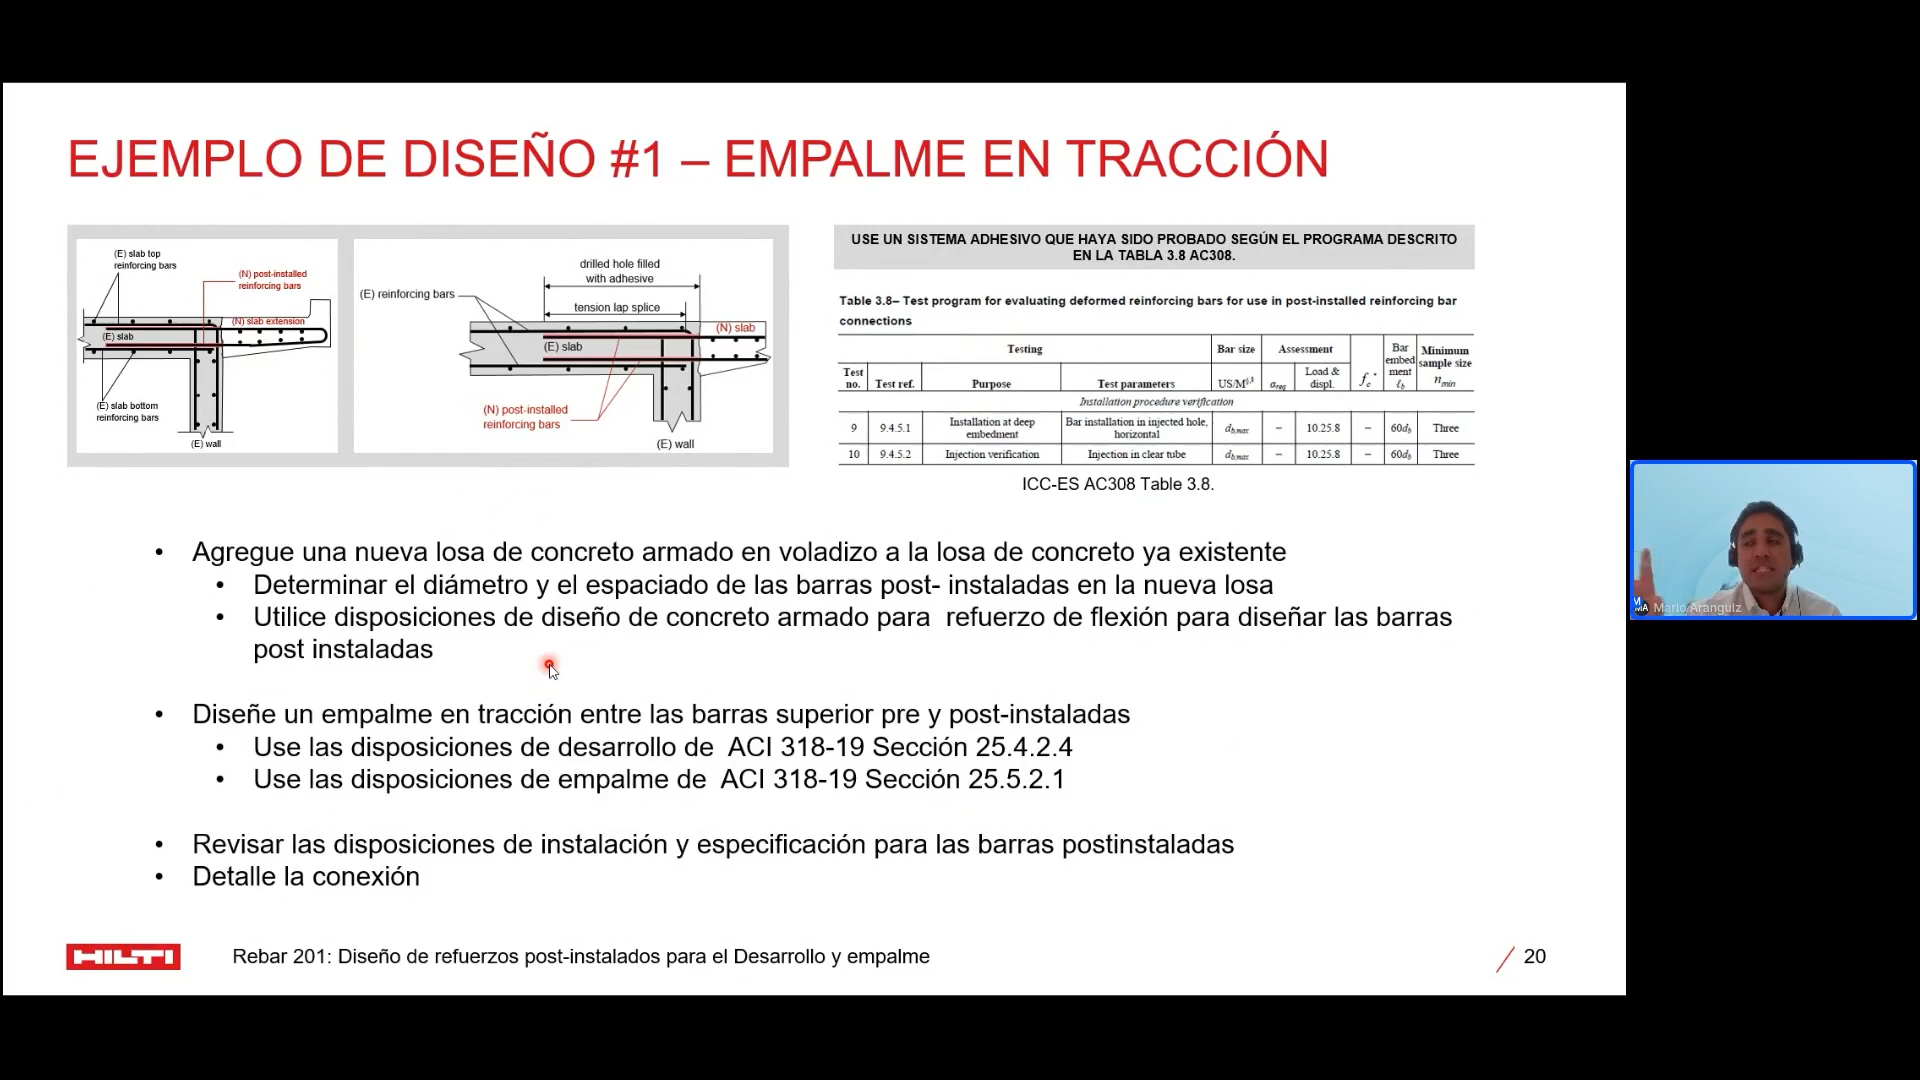 EJEMPLO DE DISEÑO #1 – EMPALME EN TRACCIÓN
(E) slab top
reinforcing bars
(N) post-installed
reinforcing bars
(N) slab extension
(E) slab
(E) slab bottom
reinforcing bars
(E) wall
drilled hole filled
with adhesive
(E) reinforcing bars
tension lap splice
(N) slab
(E) slab
(N) post-installed
reinforcing bars
(E) wall
USE UN SISTEMA ADHESIVO QUE HAYA SIDO PROBADO SEGÚN EL PROGRAMA DESCRITO
EN LA TABLA 3.8 AC308.
Table 3.8– Test program for evaluating deformed reinforcing bars for use in post-installed reinforcing bar
connections
Testing Bar size Assessment Bar embed ment ℓb Minimum sample size nmin
Test no. Test ref. Purpose Test parameters US/M αreq Load & displ. f'c
Installation procedure verification
9 9.4.5.1 Installation at deep embedment Bar installation in injected hole, horizontal db,max – 10.25.8 – 60db Three
10 9.4.5.2 Injection verification Injection in clear tube db,max – 10.25.8 – 60db Three
ICC-ES AC308 Table 3.8.
• Agregue una nueva losa de concreto armado en voladizo a la losa de concreto ya existente
• Determinar el diámetro y el espaciado de las barras post- instaladas en la nueva losa
• Utilice disposiciones de diseño de concreto armado para refuerzo de flexión para diseñar las barras
post instaladas
• Diseñe un empalme en tracción entre las barras superior pre y post-instaladas
• Use las disposiciones de desarrollo de ACI 318-19 Sección 25.4.2.4
• Use las disposiciones de empalme de ACI 318-19 Sección 25.5.2.1
• Revisar las disposiciones de instalación y especificación para las barras postinstaladas
• Detalle la conexión
HILTI
Rebar 201: Diseño de refuerzos post-instalados para el Desarrollo y empalme
20
Mario Aranguiz